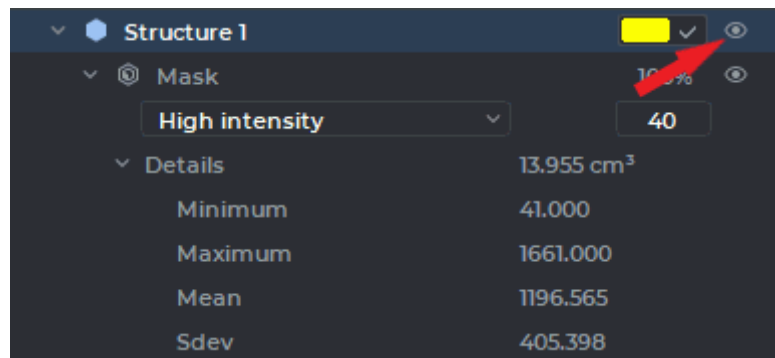 Structure 1
Mask 100%
High intensity 40
Details 13.955 cm³
Minimum 41.000
Maximum 1661.000
Mean 1196.565
Sdev 405.398